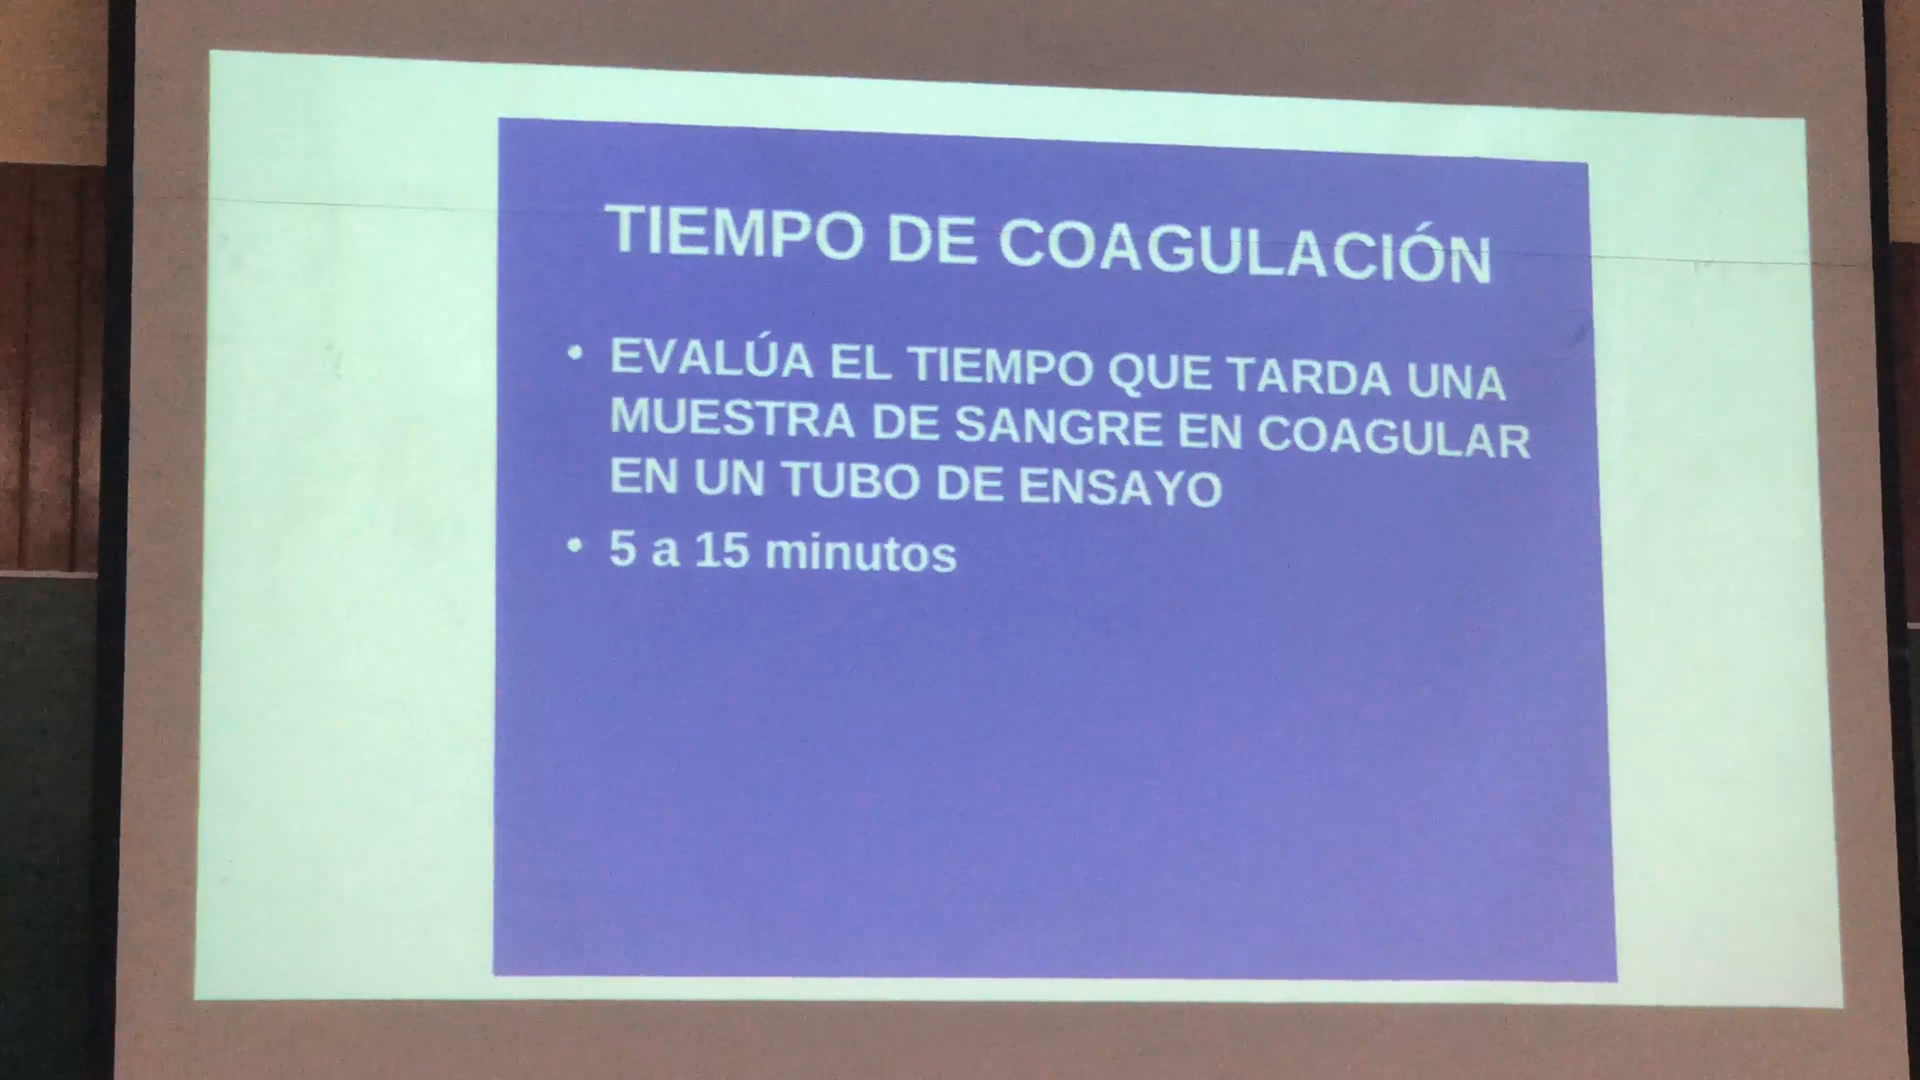 TIEMPO DE COAGULACIÓN
• EVALÚA EL TIEMPO QUE TARDA UNA
MUESTRA DE SANGRE EN COAGULAR
EN UN TUBO DE ENSAYO
• 5 a 15 minutos